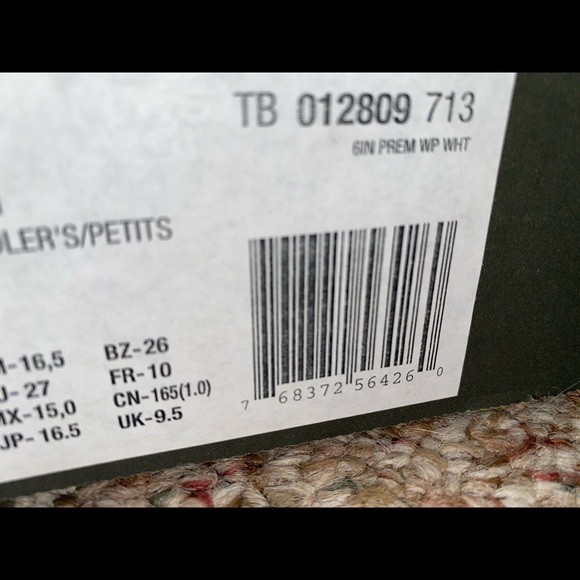 TB 012809 713
6IN PREM WP WHT
DLER'S/PETITS
-16,5 BZ-26
- 27 FR-10
MX-15,0 CN-165(1.0)
JP- 16.5 UK-9.5
7 68372 56426 0